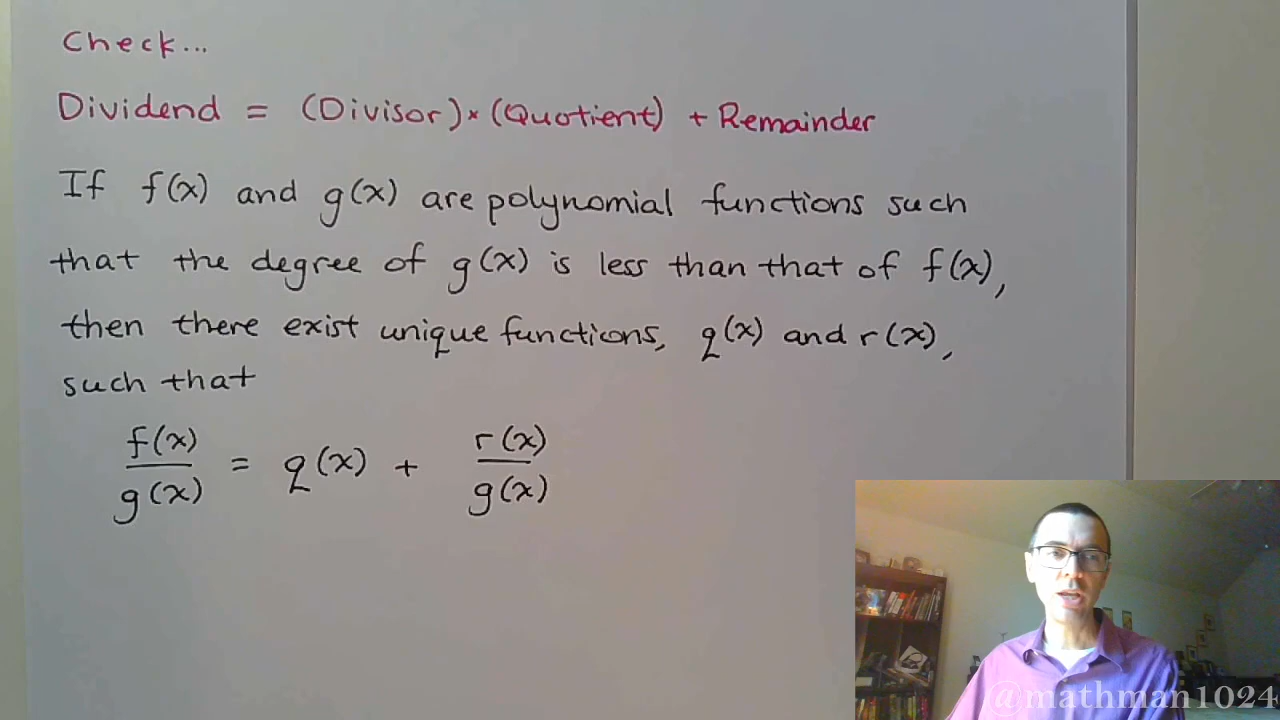 Check...
Dividend = (Divisor) × (Quotient) + Remainder
If f(x) and g(x) are polynomial functions such
that the degree of g(x) is less than that of f(x),
then there exist unique functions, q(x) and r(x),
such that
f(x)/g(x) = q(x) + r(x)/g(x)
@mathman1024